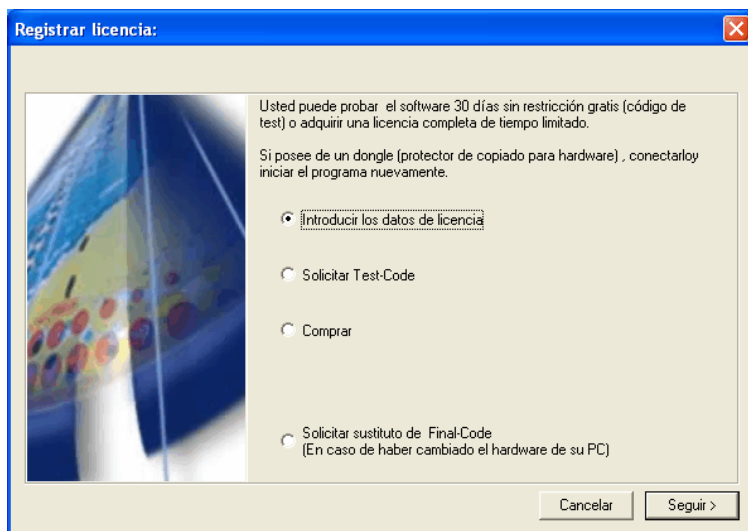 Registrar licencia:
Usted puede probar el software 30 días sin restricción gratis (código de
test) o adquirir una licencia completa de tiempo limitado.
Si posee de un dongle (protector de copiado para hardware) , conectarloy
iniciar el programa nuevamente.
Introducir los datos de licencia
Solicitar Test-Code
Comprar
Solicitar sustituto de Final-Code
(En caso de haber cambiado el hardware de su PC)
Cancelar
Seguir >